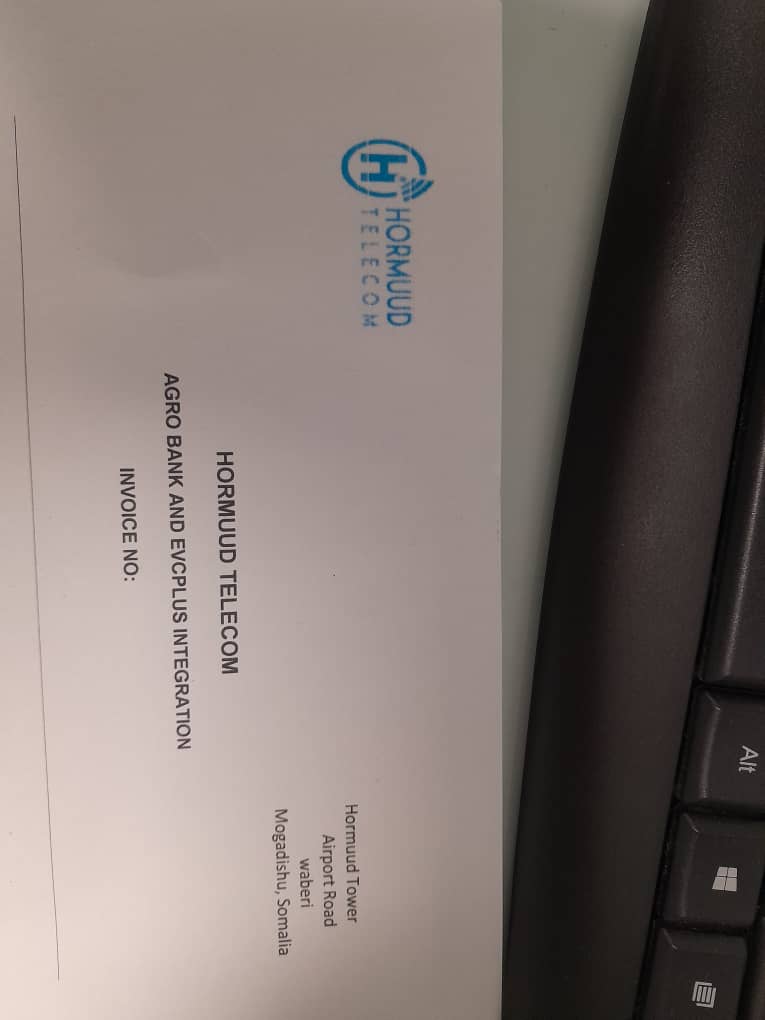 HORMUUD
TELECOM
Hormuud Tower
Airport Road
waberi
Mogadishu, Somalia
HORMUUD TELECOM
AGRO BANK AND EVCPLUS INTEGRATION
INVOICE NO:
Alt